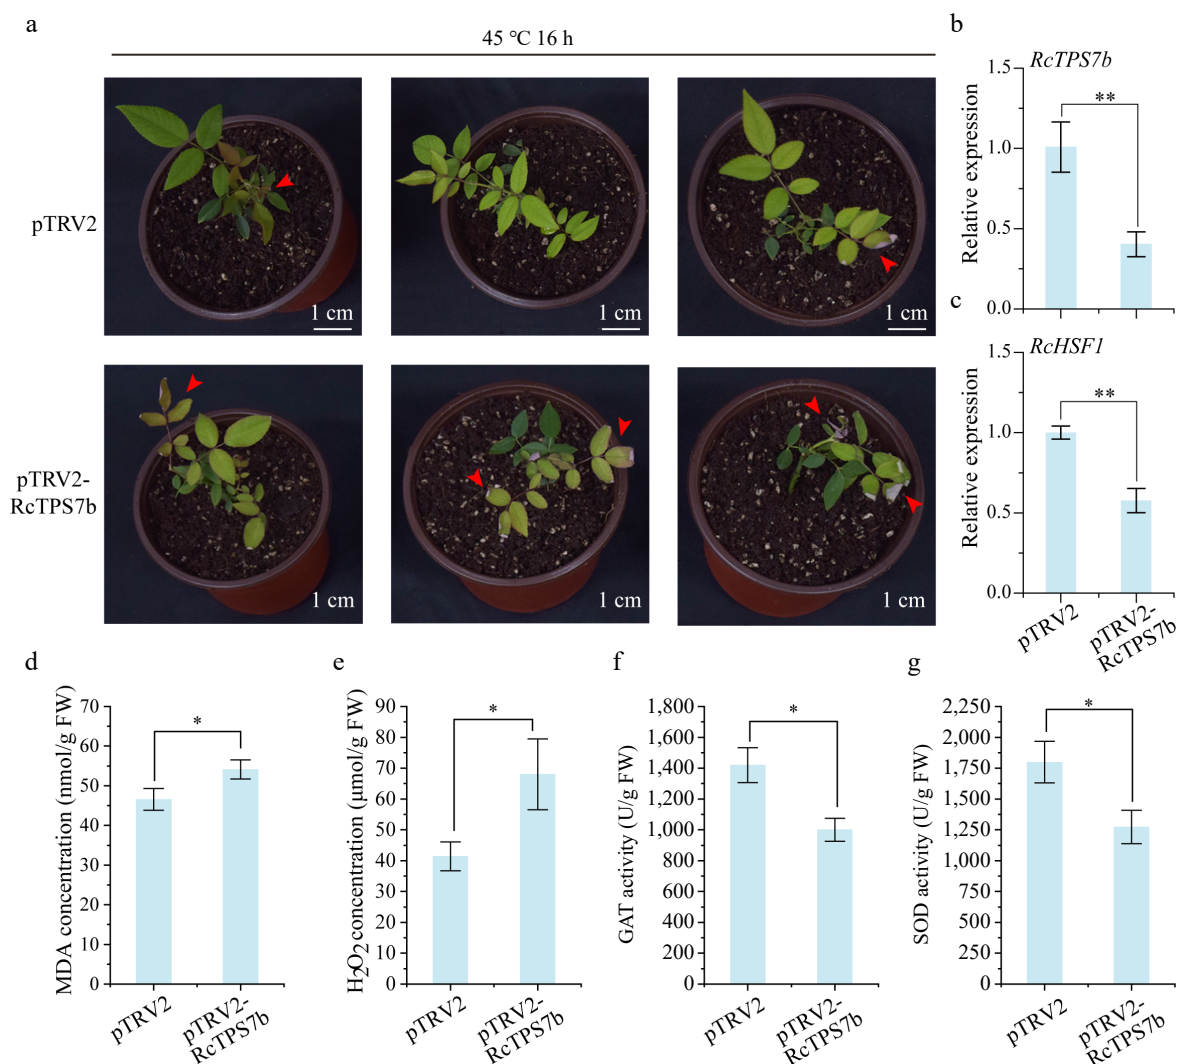 a
45 °C 16 h
pTRV2
1 cm
1 cm
1 cm
pTRV2-
RcTPS7b
1 cm
1 cm
1 cm
b
RcTPS7b
Relative expression
1.5
1.0
0.5
0.0
**
c
RcHSF1
Relative expression
1.5
1.0
0.5
0.0
**
pTRV2
pTRV2-
RcTPS7b
d
MDA concentration (nmol/g FW)
70
60
50
40
30
20
10
0
*
pTRV2
pTRV2-
RcTPS7b
e
H₂O₂ concentration (μmol/g FW)
90
80
70
60
50
40
30
20
10
0
*
pTRV2
pTRV2-
RcTPS7b
f
GAT activity (U/g FW)
1,800
1,600
1,400
1,200
1,000
800
600
400
200
0
*
pTRV2
pTRV2-
RcTPS7b
g
SOD activity (U/g FW)
2,250
2,000
1,750
1,500
1,250
1,000
750
500
250
0
*
pTRV2
pTRV2-
RcTPS7b